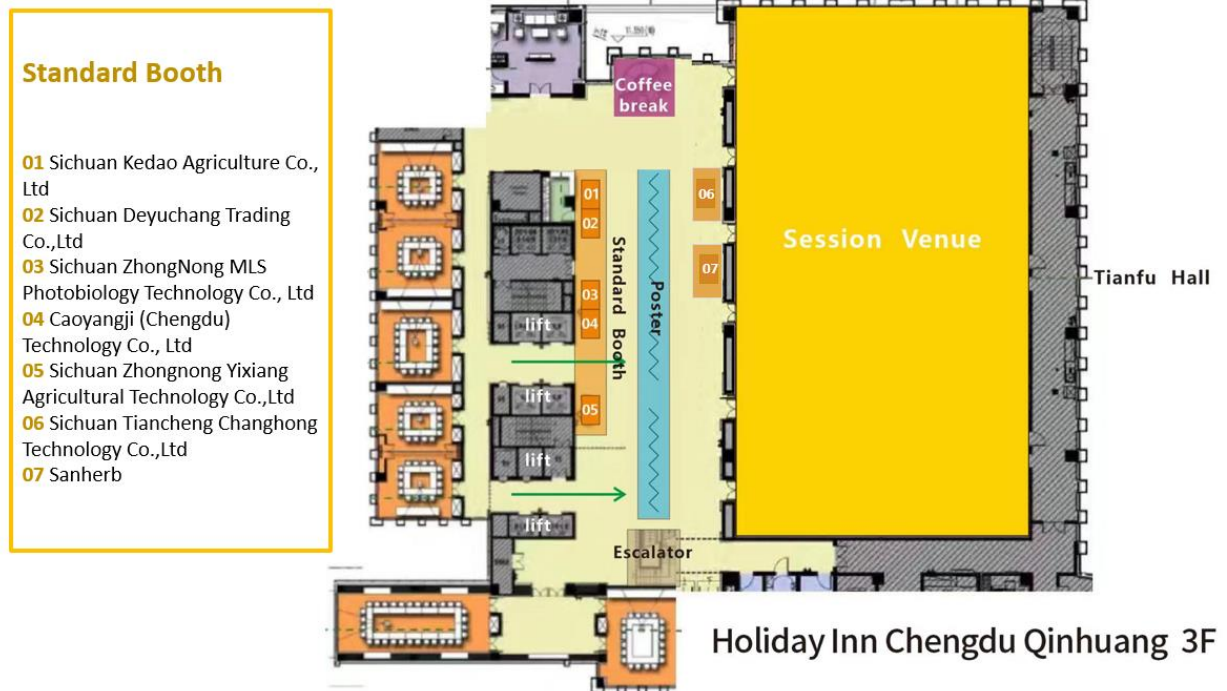 Standard Booth
01 Sichuan Kedao Agriculture Co.,
Ltd
02 Sichuan Deyuchang Trading
Co.,Ltd
03 Sichuan ZhongNong MLS
Photobiology Technology Co., Ltd
04 Caoyangji (Chengdu)
Technology Co., Ltd
05 Sichuan Zhongnong Yixiang
Agricultural Technology Co.,Ltd
06 Sichuan Tiancheng Changhong
Technology Co.,Ltd
07 Sanherb
Coffee
break
01
02
03
04
05
Standard Booth
Poster
06
07
lift
lift
lift
lift
Escalator
Session Venue
Tianfu Hall
Holiday Inn Chengdu Qinhuang 3F